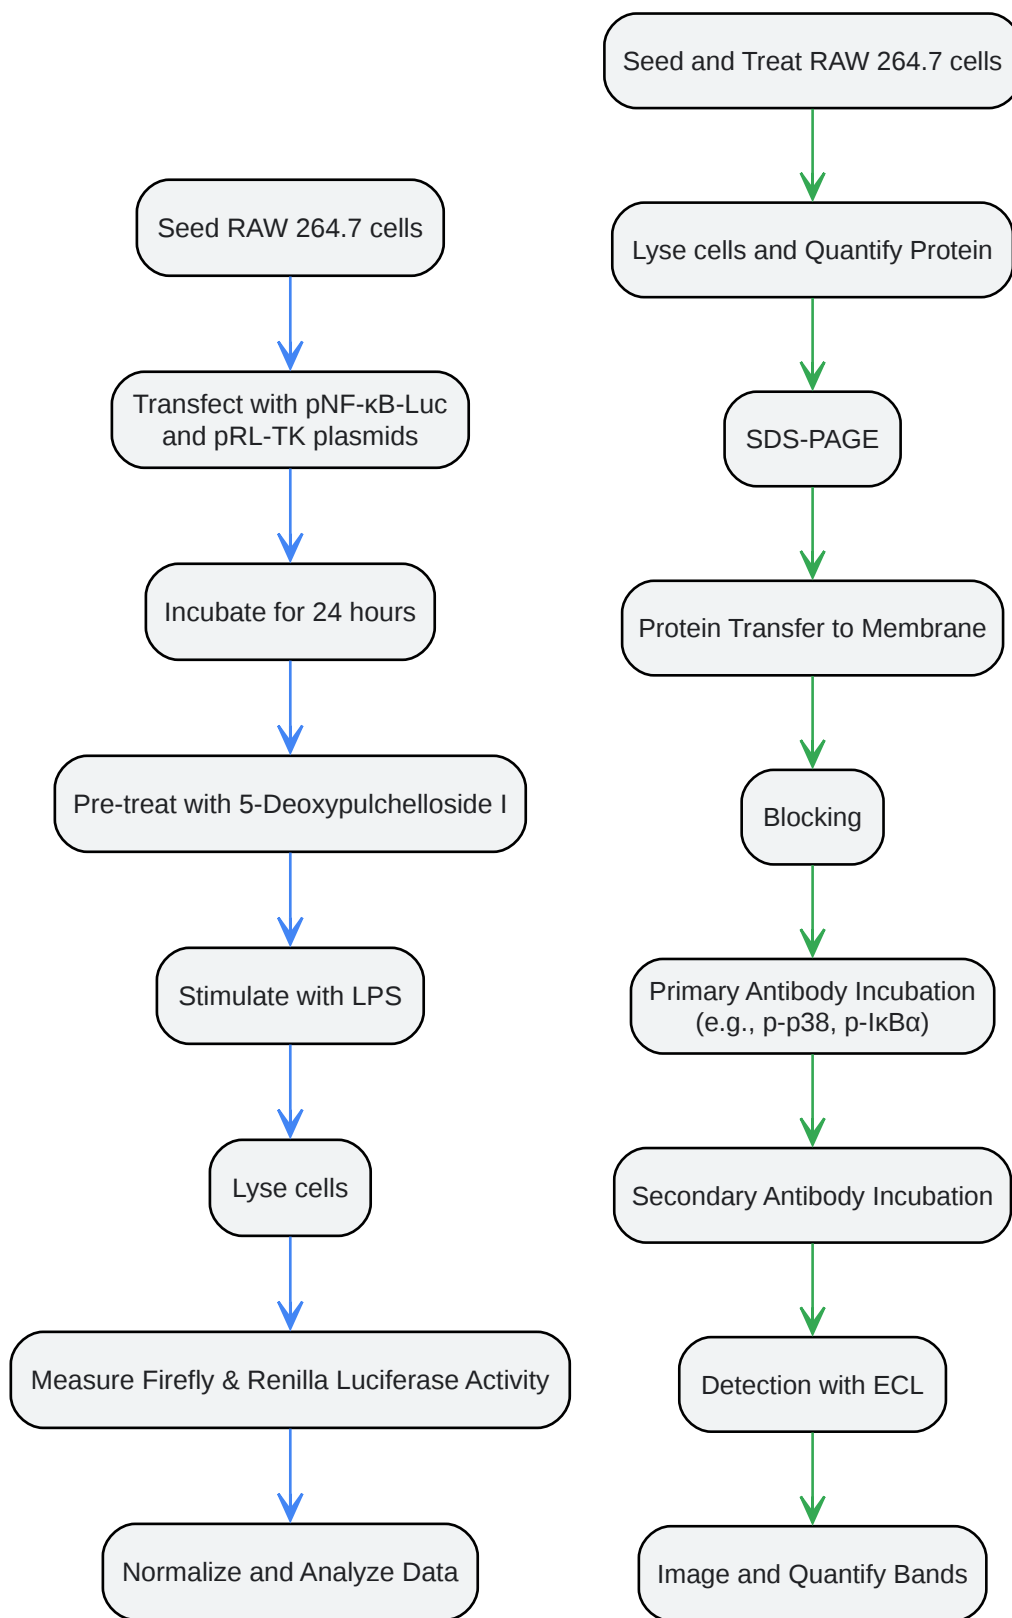 Seed RAW 264.7 cells
Transfect with pNF-κB-Luc
and pRL-TK plasmids
Incubate for 24 hours
Pre-treat with 5-Deoxypulchelloside I
Stimulate with LPS
Lyse cells
Measure Firefly & Renilla Luciferase Activity
Normalize and Analyze Data
Seed and Treat RAW 264.7 cells
Lyse cells and Quantify Protein
SDS-PAGE
Protein Transfer to Membrane
Blocking
Primary Antibody Incubation
(e.g., p-p38, p-IκBα)
Secondary Antibody Incubation
Detection with ECL
Image and Quantify Bands